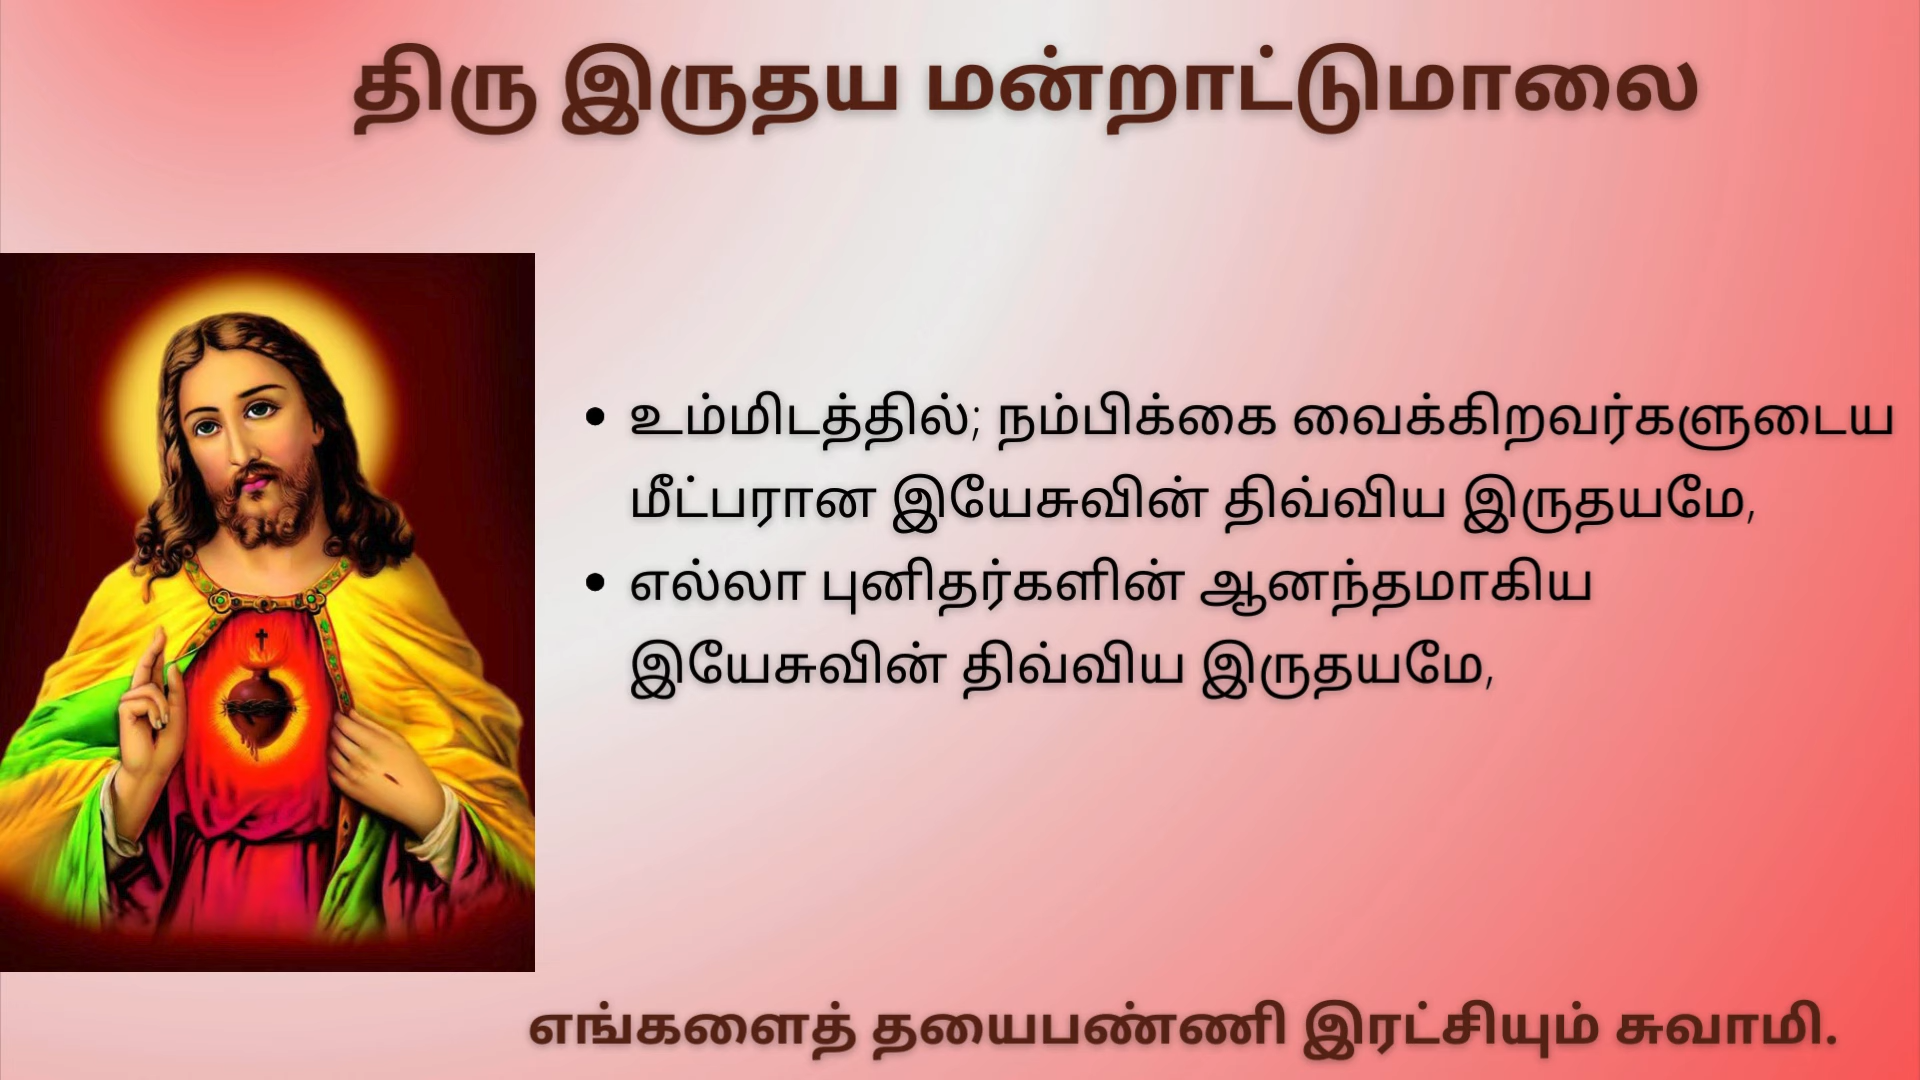 திரு இருதய மன்றாட்டுமாலை
• உம்மிடத்தில்; நம்பிக்கை வைக்கிறவர்களுடைய
மீட்பரான இயேசுவின் திவ்விய இருதயமே,
• எல்லா புனிதர்களின் ஆனந்தமாகிய
இயேசுவின் திவ்விய இருதயமே,
எங்களைத் தயைபண்ணி இரட்சியும் சுவாமி.